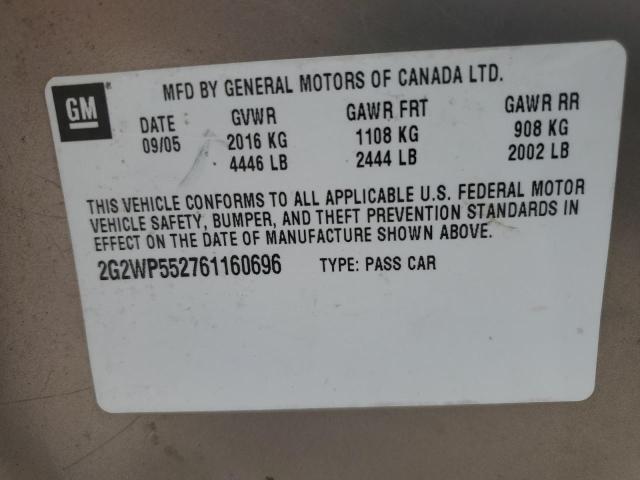 GM
MFD BY GENERAL MOTORS OF CANADA LTD.
DATE GVWR GAWR FRT GAWR RR
09/05 2016 KG 1108 KG 908 KG
4446 LB 2444 LB 2002 LB
THIS VEHICLE CONFORMS TO ALL APPLICABLE U.S. FEDERAL MOTOR
VEHICLE SAFETY, BUMPER, AND THEFT PREVENTION STANDARDS IN
EFFECT ON THE DATE OF MANUFACTURE SHOWN ABOVE.
2G2WP552761160696 TYPE: PASS CAR